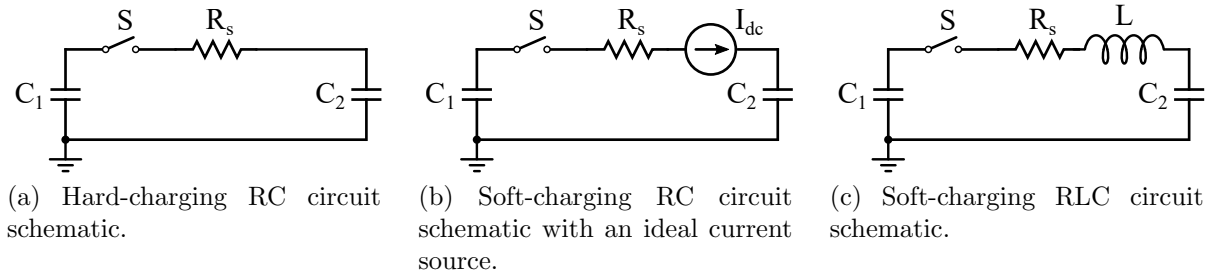 S
R_s
C_1
C_2
S
R_s
I_dc
C_1
C_2
S
R_s
L
C_1
C_2
(a) Hard-charging RC circuit
schematic.
(b) Soft-charging RC circuit
schematic with an ideal current
source.
(c) Soft-charging RLC circuit
schematic.